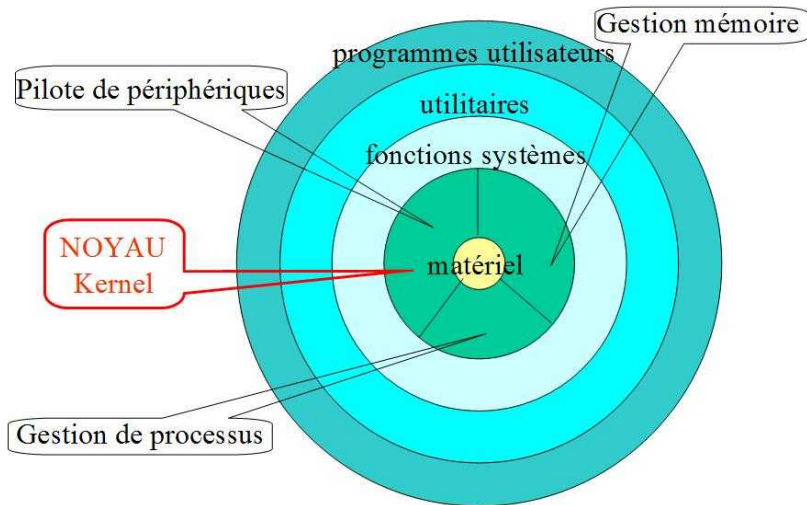 Gestion mémoire
programmes utilisateurs
Pilote de périphériques
utilitaires
fonctions systèmes
NOYAU
Kernel
matériel
Gestion de processus